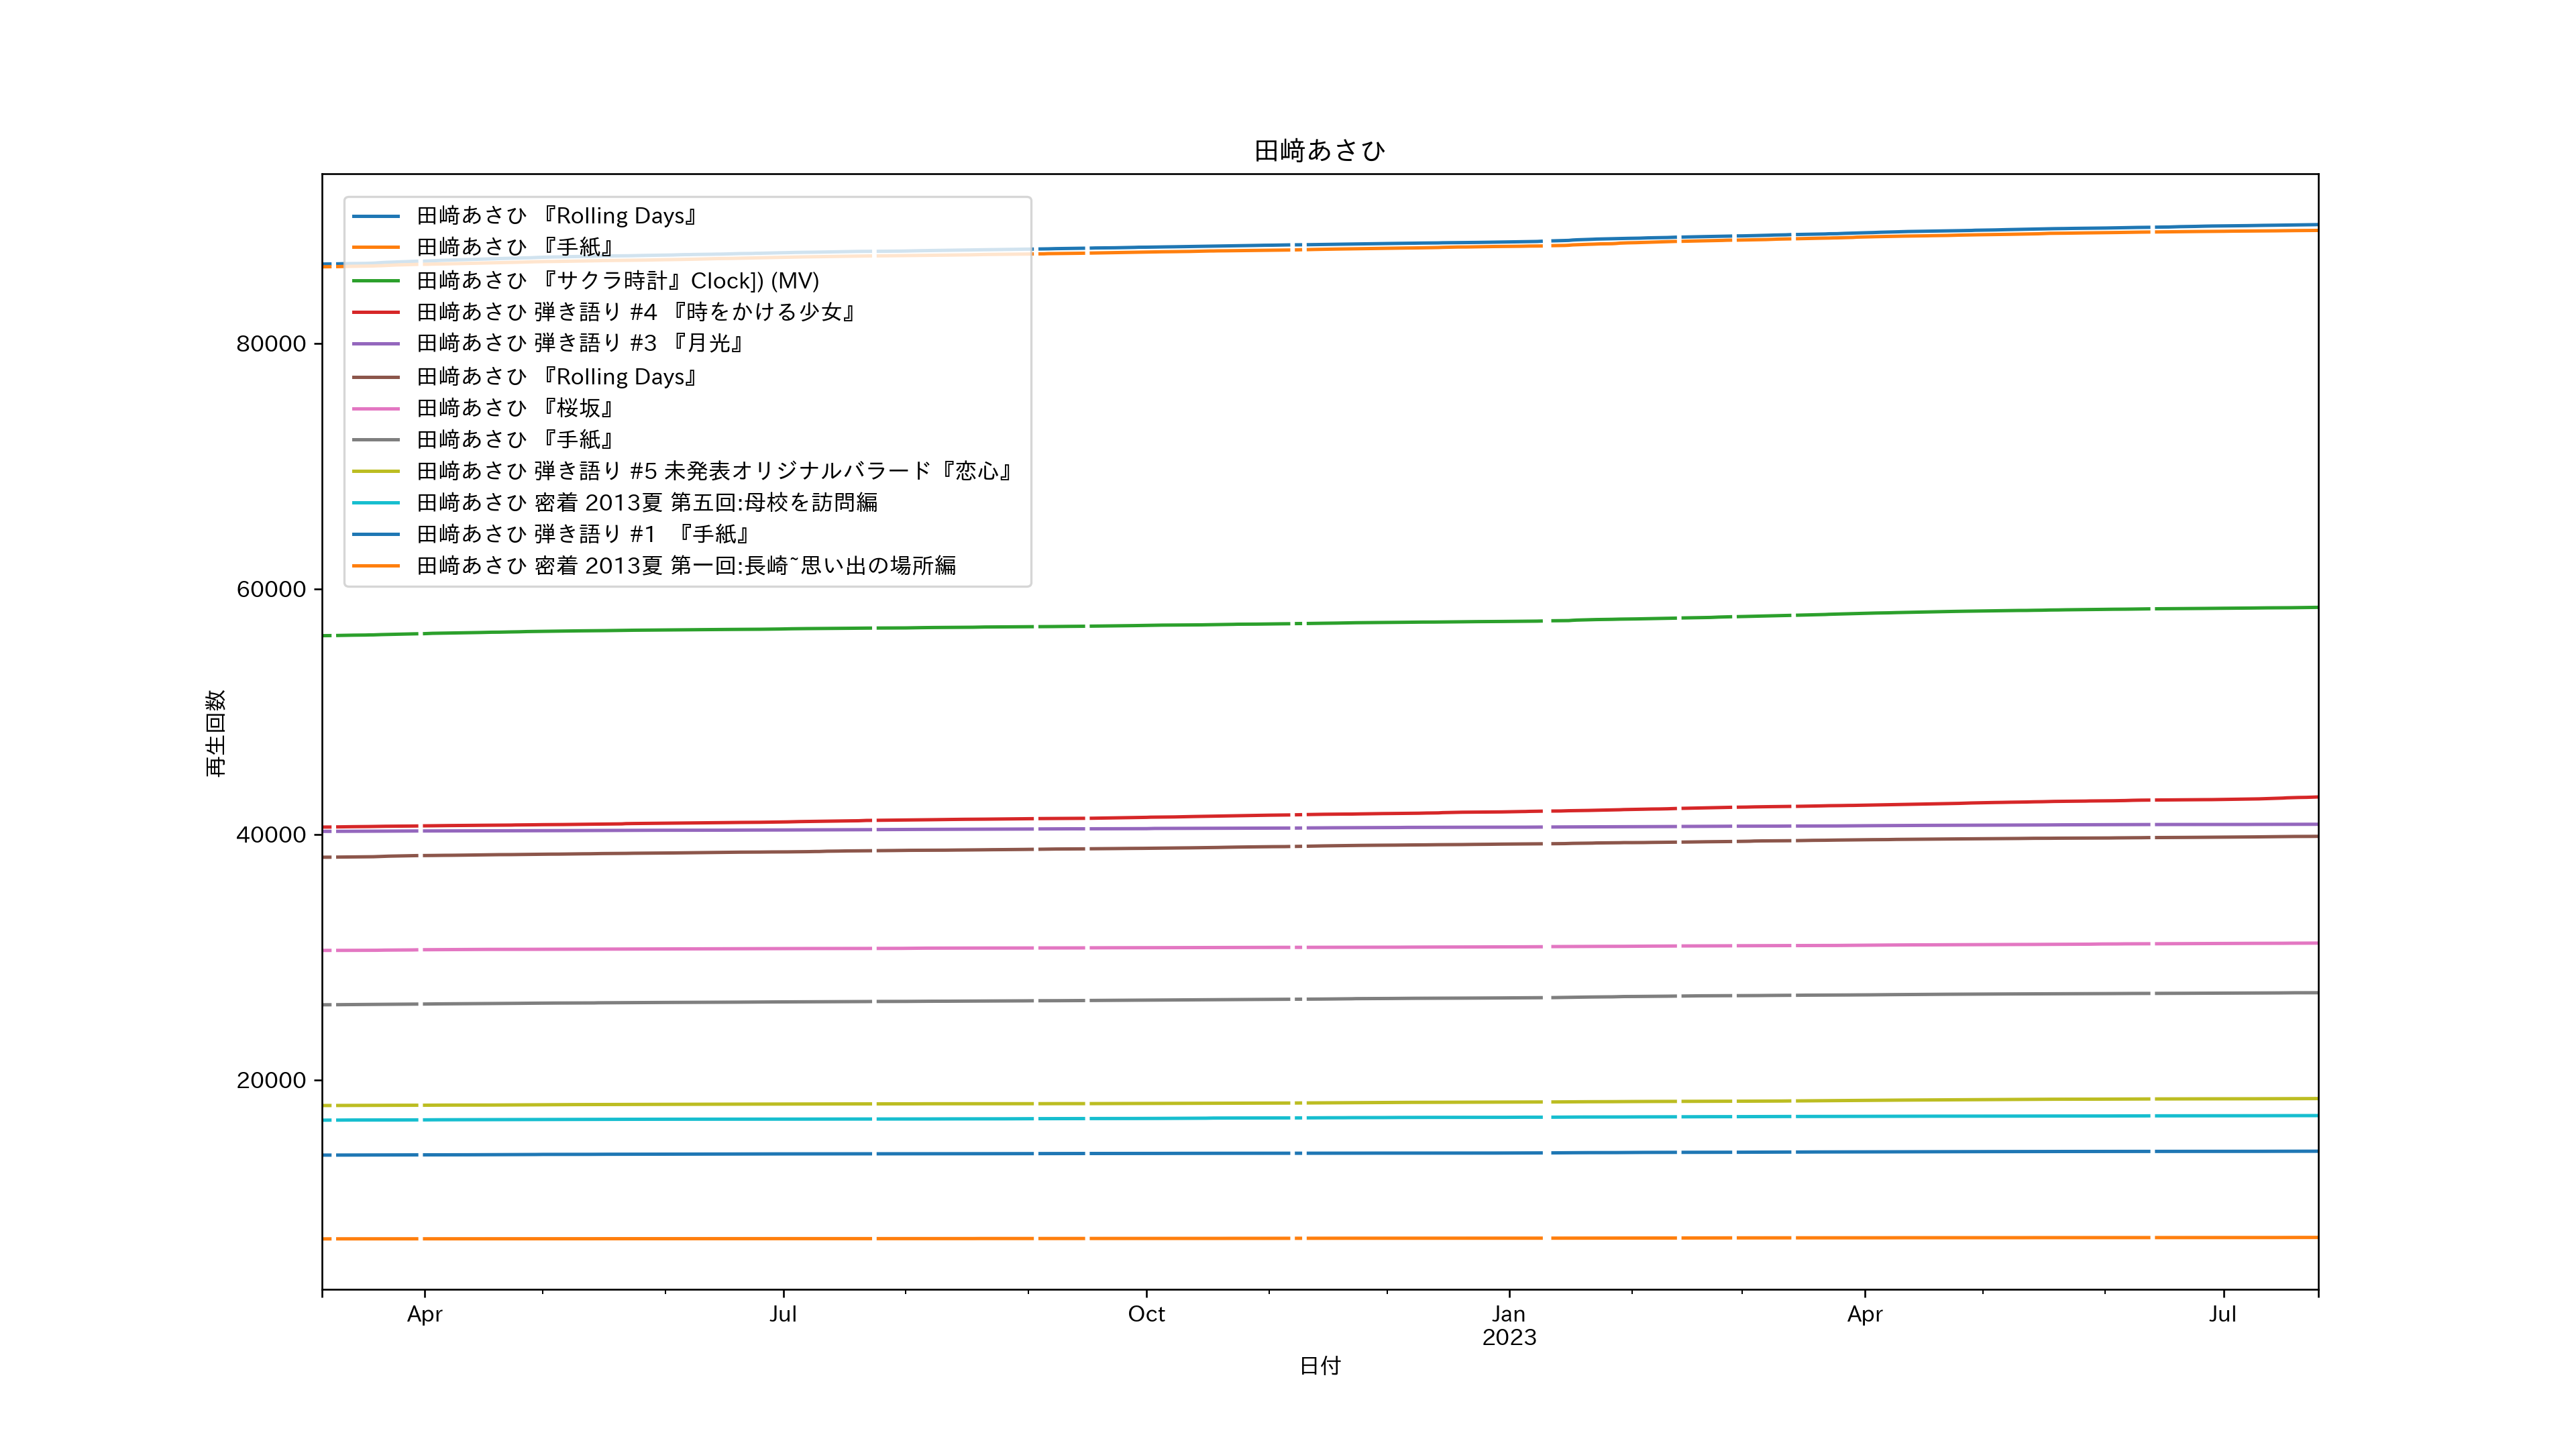 田﨑あさひ
田﨑あさひ 『Rolling Days』
田﨑あさひ 『手紙』
田﨑あさひ 『サクラ時計』Clock]) (MV)
田﨑あさひ 弾き語り #4 『時をかける少女』
田﨑あさひ 弾き語り #3 『月光』
田﨑あさひ 『Rolling Days』
田﨑あさひ 『桜坂』
田﨑あさひ 『手紙』
田﨑あさひ 弾き語り #5 未発表オリジナルバラード『恋心』
田﨑あさひ 密着 2013夏 第五回:母校を訪問編
田﨑あさひ 弾き語り #1 『手紙』
田﨑あさひ 密着 2013夏 第一回:長崎~思い出の場所編
80000
60000
40000
20000
再生回数
Apr
Jul
Oct
Jan
2023
Apr
Jul
日付